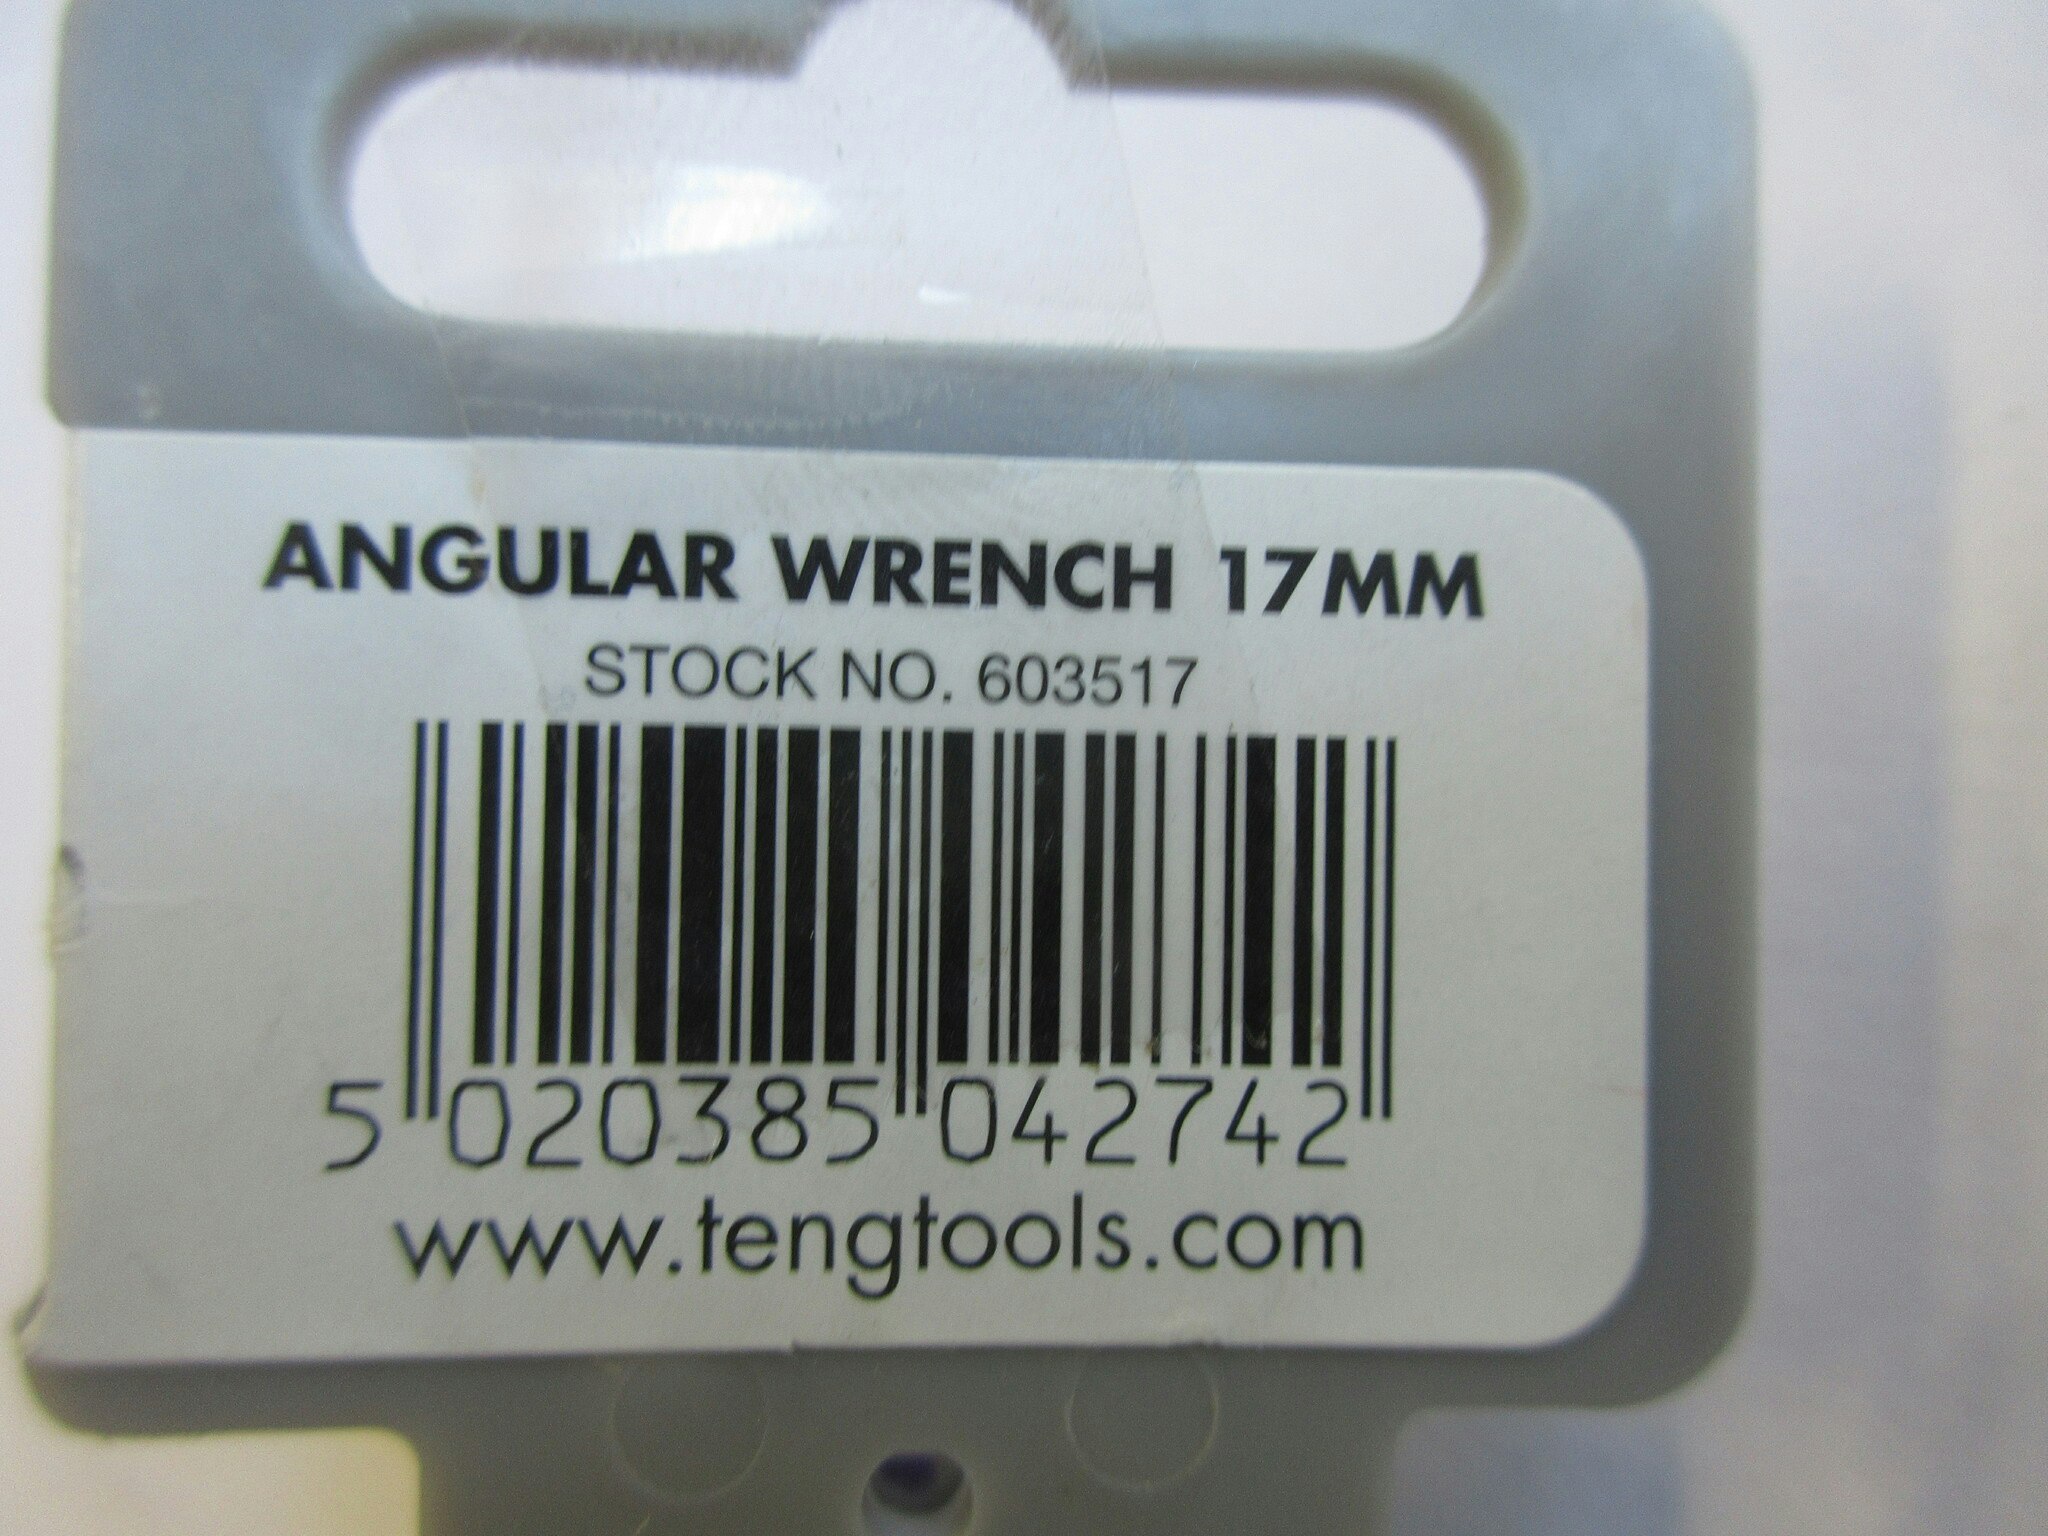 ANGULAR WRENCH 17MM
STOCK NO. 603517
5 020385 042742
www.tengtools.com